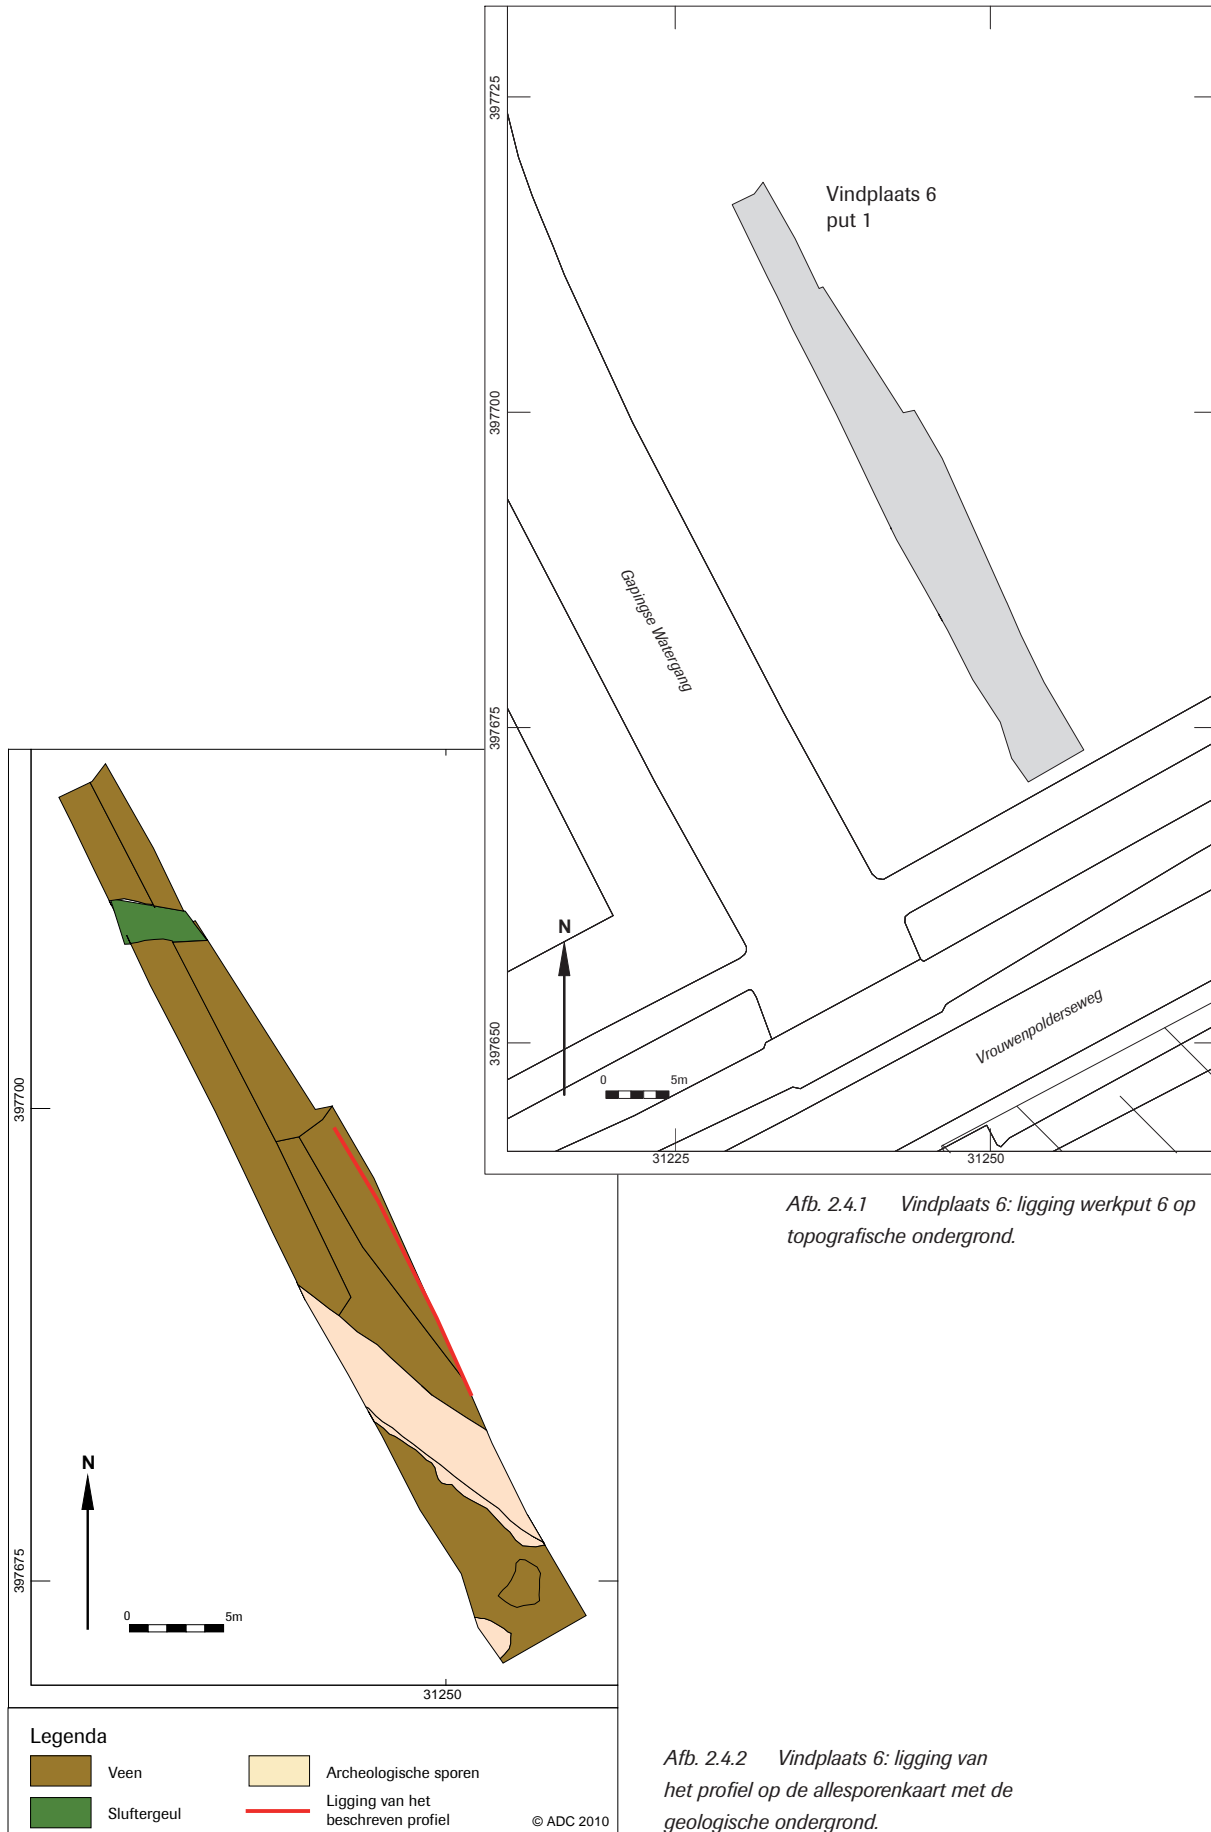 397725
Vindplaats 6
put 1
397700
Gapingse Watergang
397675
N
397650
Vrouwenpolderseweg
0 5m
31225 31250
Afb. 2.4.1 Vindplaats 6: ligging werkput 6 op
topografische ondergrond.
397700
N
397675
0 5m
31250
Legenda
Veen
Archeologische sporen
Sluftergeul
Ligging van het
beschreven profiel
© ADC 2010
Afb. 2.4.2 Vindplaats 6: ligging van
het profiel op de allesporenkaart met de
geologische ondergrond.